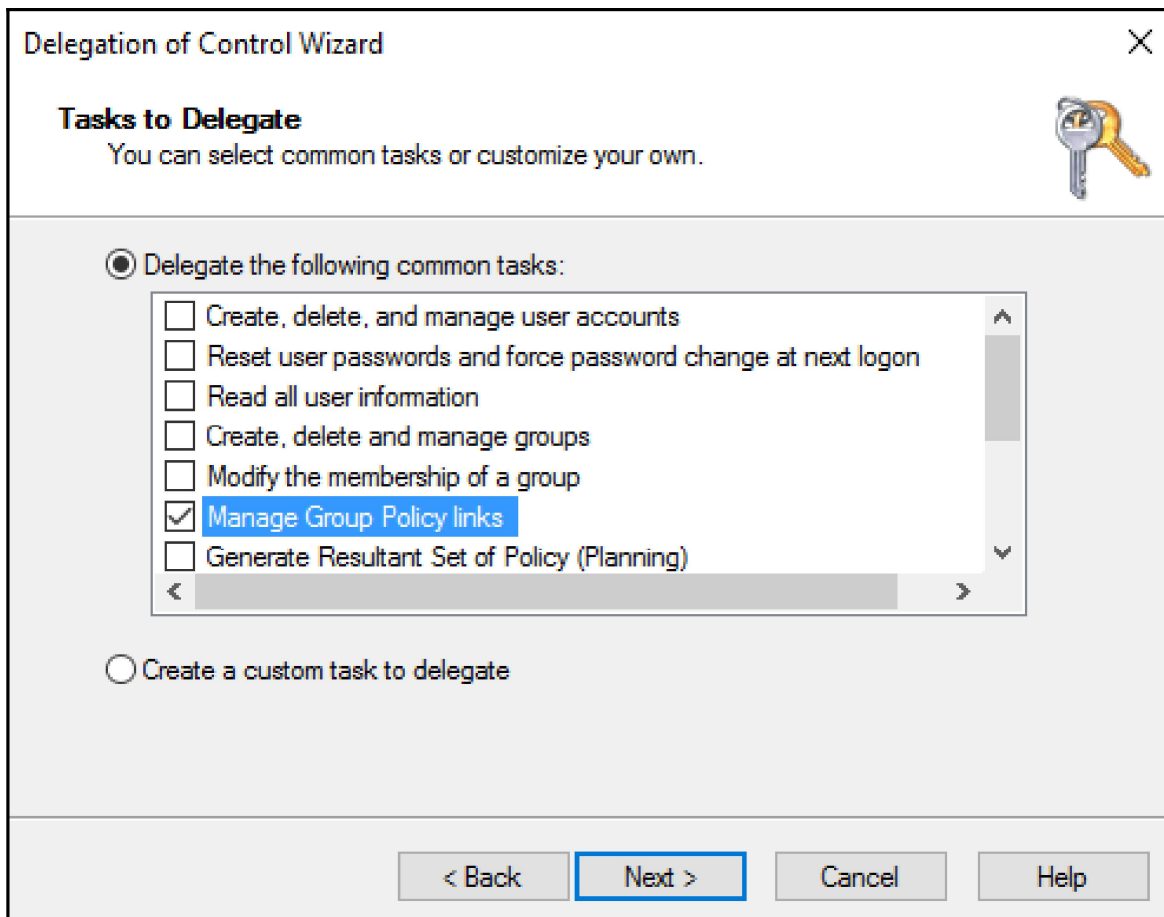 Delegation of Control Wizard
Tasks to Delegate
You can select common tasks or customize your own.
Delegate the following common tasks:
Create, delete, and manage user accounts
Reset user passwords and force password change at next logon
Read all user information
Create, delete and manage groups
Modify the membership of a group
Manage Group Policy links
Generate Resultant Set of Policy (Planning)
Create a custom task to delegate
< Back Next > Cancel Help